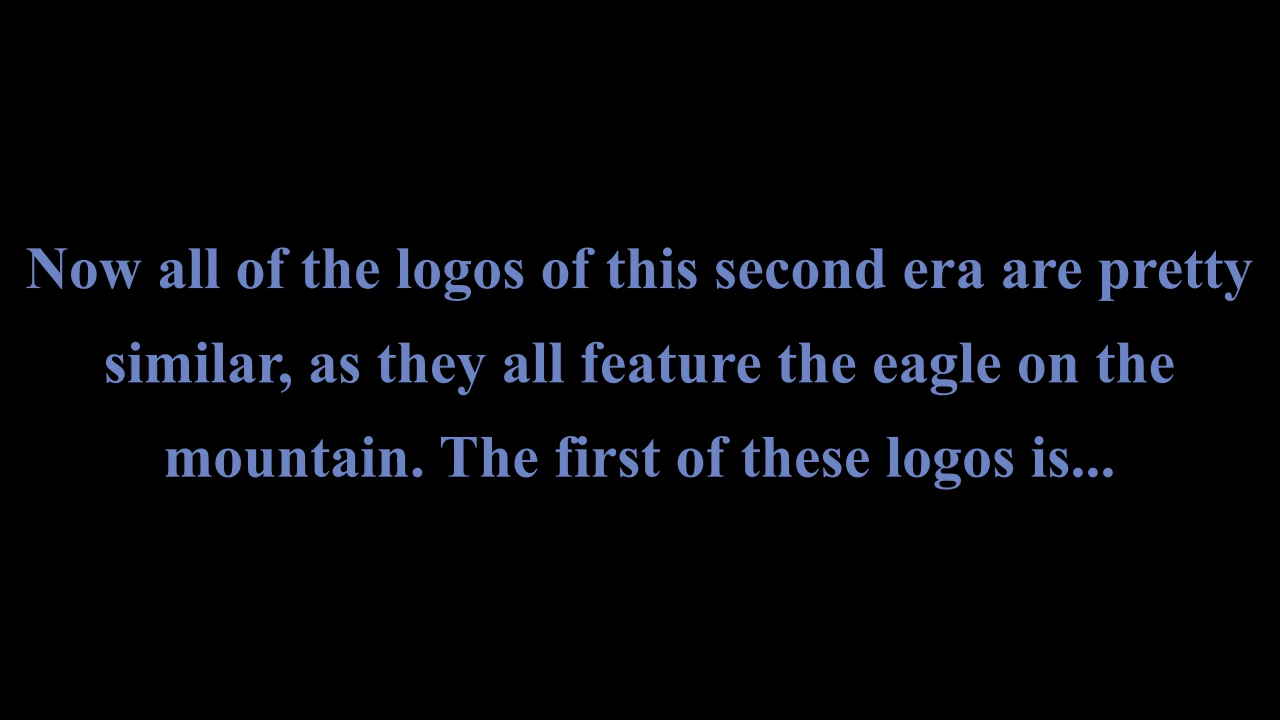 Now all of the logos of this second era are pretty
similar, as they all feature the eagle on the
mountain. The first of these logos is...